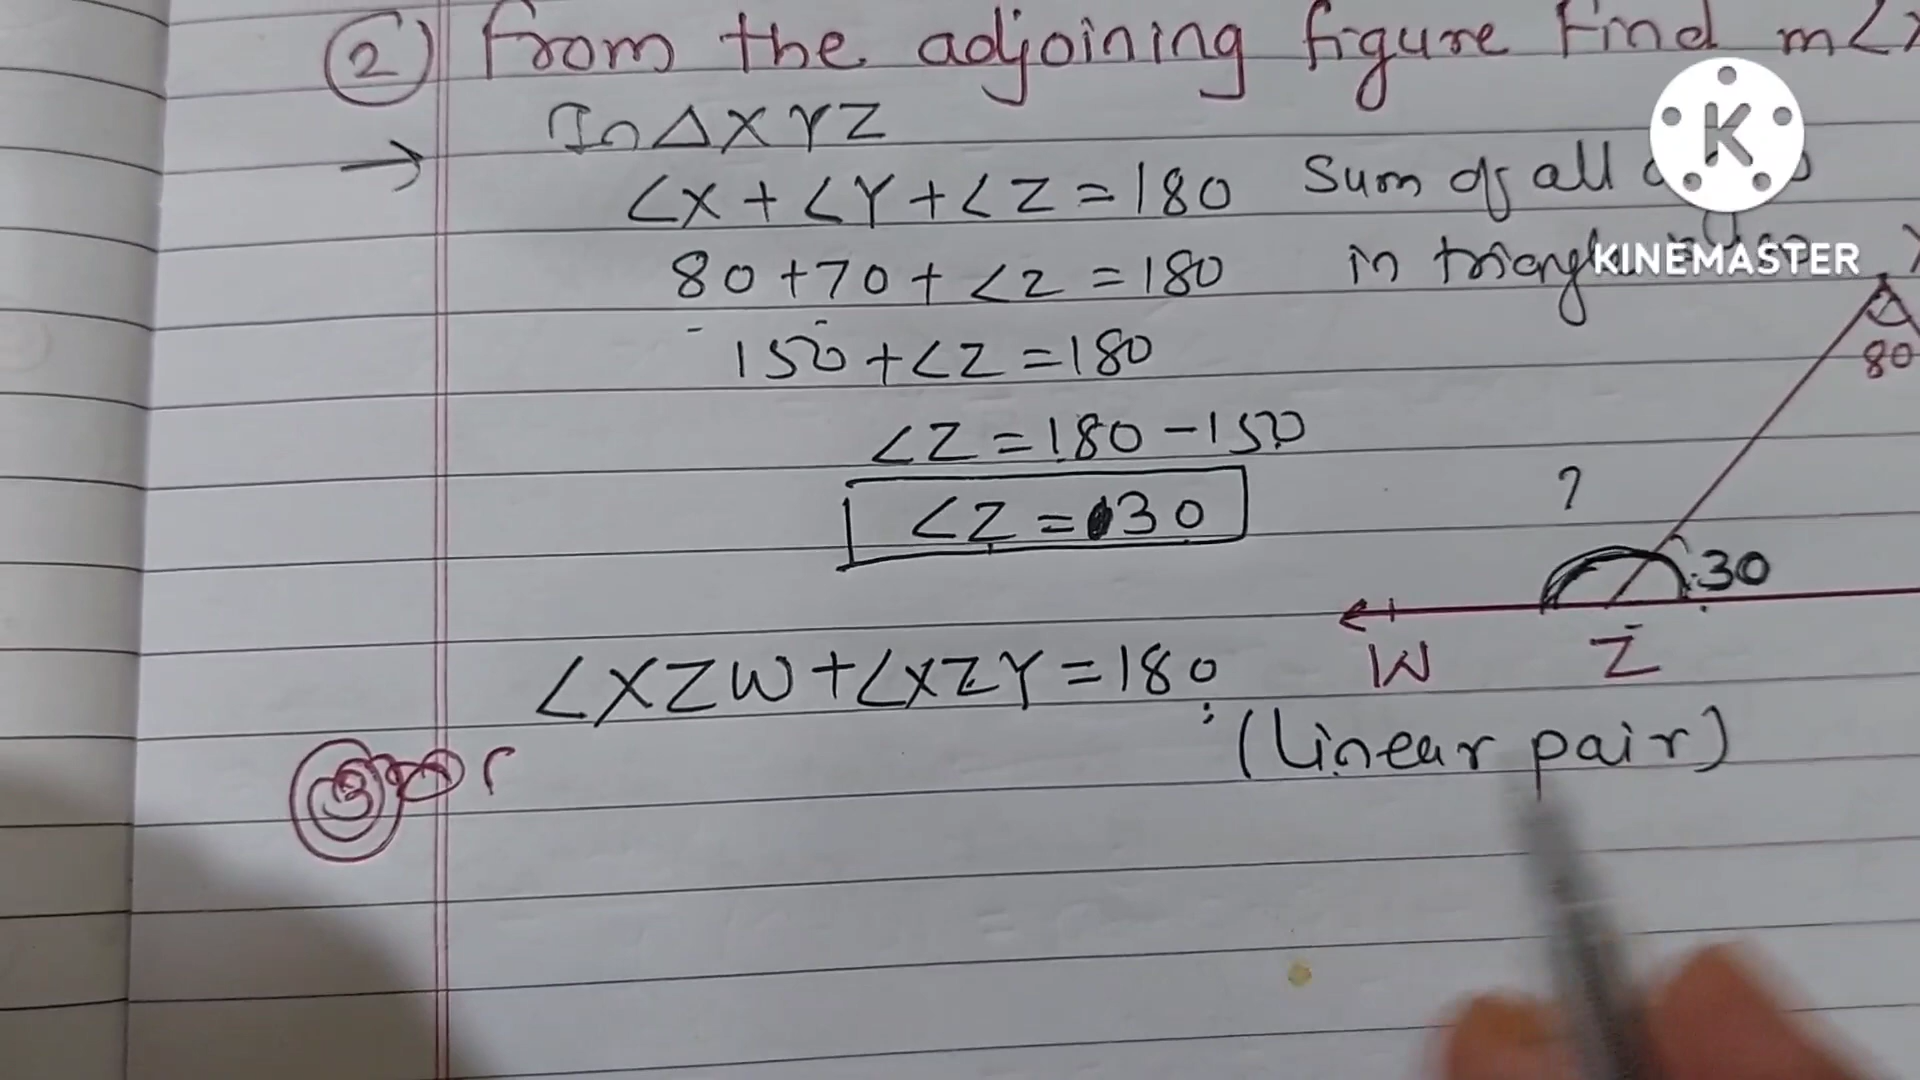 ② From the adjoining figure Find m∠X
In △XYZ
→
∠X + ∠Y + ∠Z = 180 Sum of all
80 + 70 + ∠Z = 180 in triangle
150 + ∠Z = 180
∠Z = 180 - 150
∠Z = 30
80
?
30
W Z
∠XZW + ∠XZY = 180
(Linear pair)
3
K
KINEMASTER